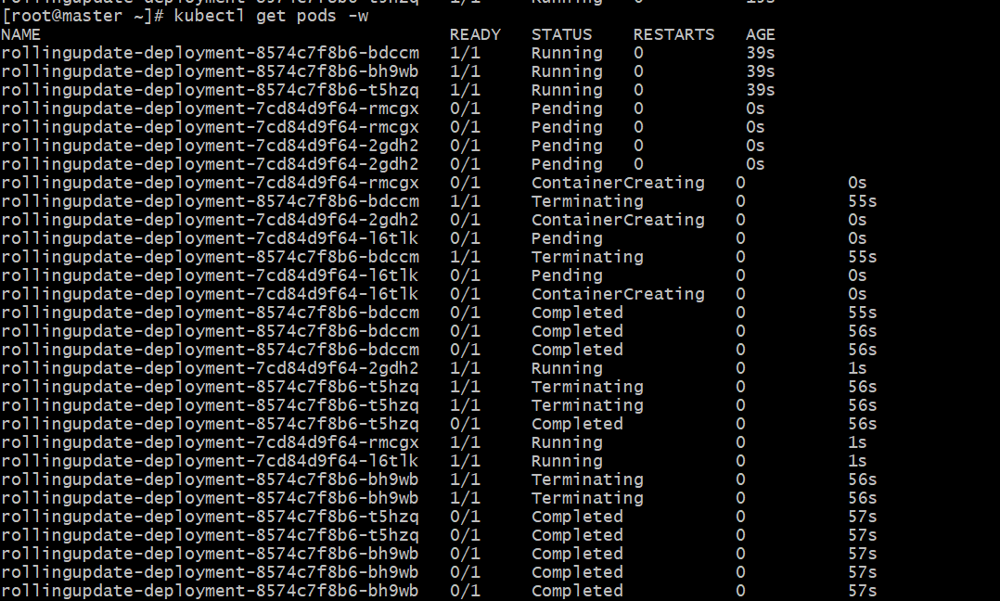 rollingupdate-deployment-8574c7f8b6-t5hzq 1/1 Running 0 19s
[root@master ~]# kubectl get pods -w
NAME READY STATUS RESTARTS AGE
rollingupdate-deployment-8574c7f8b6-bdccm 1/1 Running 0 39s
rollingupdate-deployment-8574c7f8b6-bh9wb 1/1 Running 0 39s
rollingupdate-deployment-8574c7f8b6-t5hzq 1/1 Running 0 39s
rollingupdate-deployment-7cd84d9f64-rmcgx 0/1 Pending 0 0s
rollingupdate-deployment-7cd84d9f64-rmcgx 0/1 Pending 0 0s
rollingupdate-deployment-7cd84d9f64-2gdh2 0/1 Pending 0 0s
rollingupdate-deployment-7cd84d9f64-2gdh2 0/1 Pending 0 0s
rollingupdate-deployment-7cd84d9f64-rmcgx 0/1 ContainerCreating 0 0s
rollingupdate-deployment-8574c7f8b6-bdccm 1/1 Terminating 0 55s
rollingupdate-deployment-7cd84d9f64-2gdh2 0/1 ContainerCreating 0 0s
rollingupdate-deployment-7cd84d9f64-l6tlk 0/1 Pending 0 0s
rollingupdate-deployment-8574c7f8b6-bdccm 1/1 Terminating 0 55s
rollingupdate-deployment-7cd84d9f64-l6tlk 0/1 Pending 0 0s
rollingupdate-deployment-7cd84d9f64-l6tlk 0/1 ContainerCreating 0 0s
rollingupdate-deployment-8574c7f8b6-bdccm 0/1 Completed 0 55s
rollingupdate-deployment-8574c7f8b6-bdccm 0/1 Completed 0 56s
rollingupdate-deployment-8574c7f8b6-bdccm 0/1 Completed 0 56s
rollingupdate-deployment-7cd84d9f64-2gdh2 1/1 Running 0 1s
rollingupdate-deployment-8574c7f8b6-t5hzq 1/1 Terminating 0 56s
rollingupdate-deployment-8574c7f8b6-t5hzq 1/1 Terminating 0 56s
rollingupdate-deployment-8574c7f8b6-t5hzq 0/1 Completed 0 56s
rollingupdate-deployment-7cd84d9f64-rmcgx 1/1 Running 0 1s
rollingupdate-deployment-7cd84d9f64-l6tlk 1/1 Running 0 1s
rollingupdate-deployment-8574c7f8b6-bh9wb 1/1 Terminating 0 56s
rollingupdate-deployment-8574c7f8b6-bh9wb 1/1 Terminating 0 56s
rollingupdate-deployment-8574c7f8b6-t5hzq 0/1 Completed 0 57s
rollingupdate-deployment-8574c7f8b6-t5hzq 0/1 Completed 0 57s
rollingupdate-deployment-8574c7f8b6-bh9wb 0/1 Completed 0 57s
rollingupdate-deployment-8574c7f8b6-bh9wb 0/1 Completed 0 57s
rollingupdate-deployment-8574c7f8b6-bh9wb 0/1 Completed 0 57s